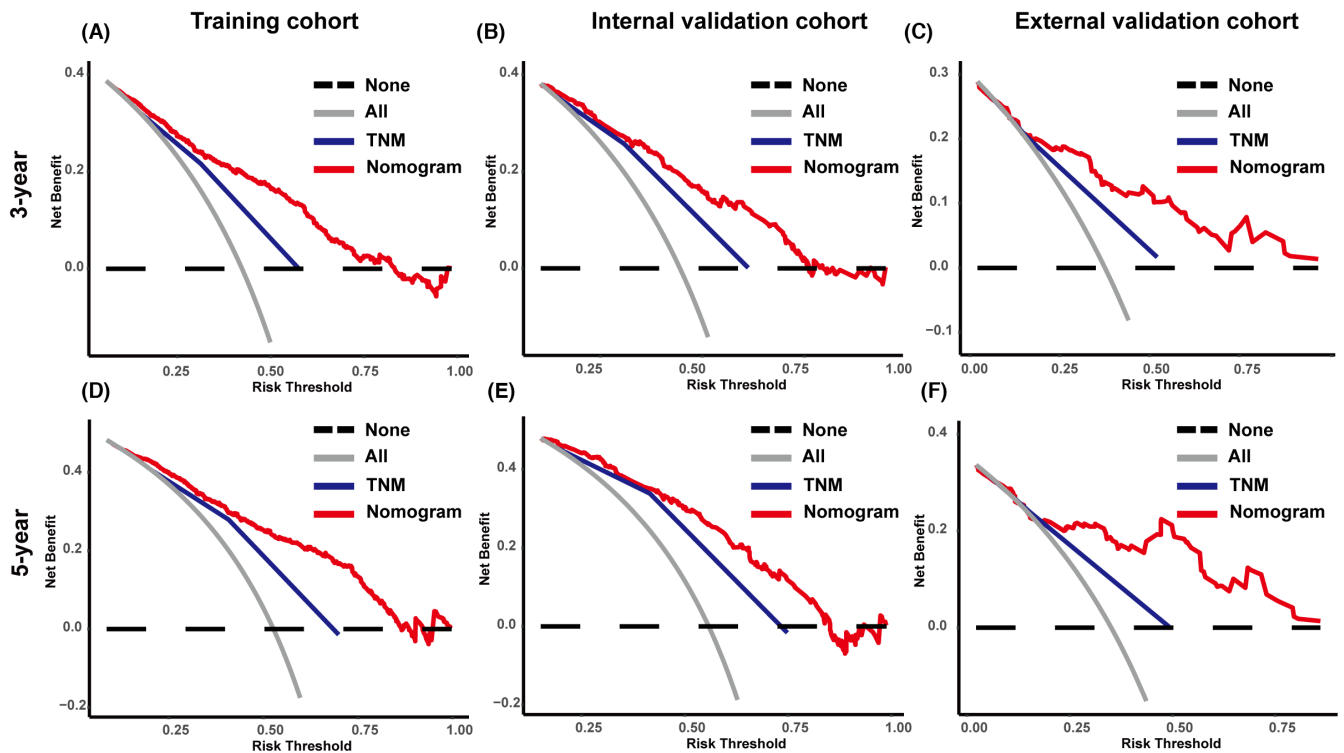 Training cohort
Internal validation cohort
External validation cohort
3-year
5-year
(A)
Net Benefit
0.4
0.2
0.0
None
All
TNM
Nomogram
0.25
0.50
0.75
1.00
Risk Threshold
(B)
Net Benefit
0.4
0.2
0.0
None
All
TNM
Nomogram
0.25
0.50
0.75
1.00
Risk Threshold
(C)
Net Benefit
0.3
0.2
0.1
0.0
−0.1
None
All
TNM
Nomogram
0.00
0.25
0.50
0.75
Risk Threshold
(D)
Net Benefit
0.4
0.2
0.0
−0.2
None
All
TNM
Nomogram
0.25
0.50
0.75
1.00
Risk Threshold
(E)
Net Benefit
0.4
0.2
0.0
−0.2
None
All
TNM
Nomogram
0.25
0.50
0.75
1.00
Risk Threshold
(F)
Net Benefit
0.4
0.2
0.0
None
All
TNM
Nomogram
0.00
0.25
0.50
0.75
Risk Threshold